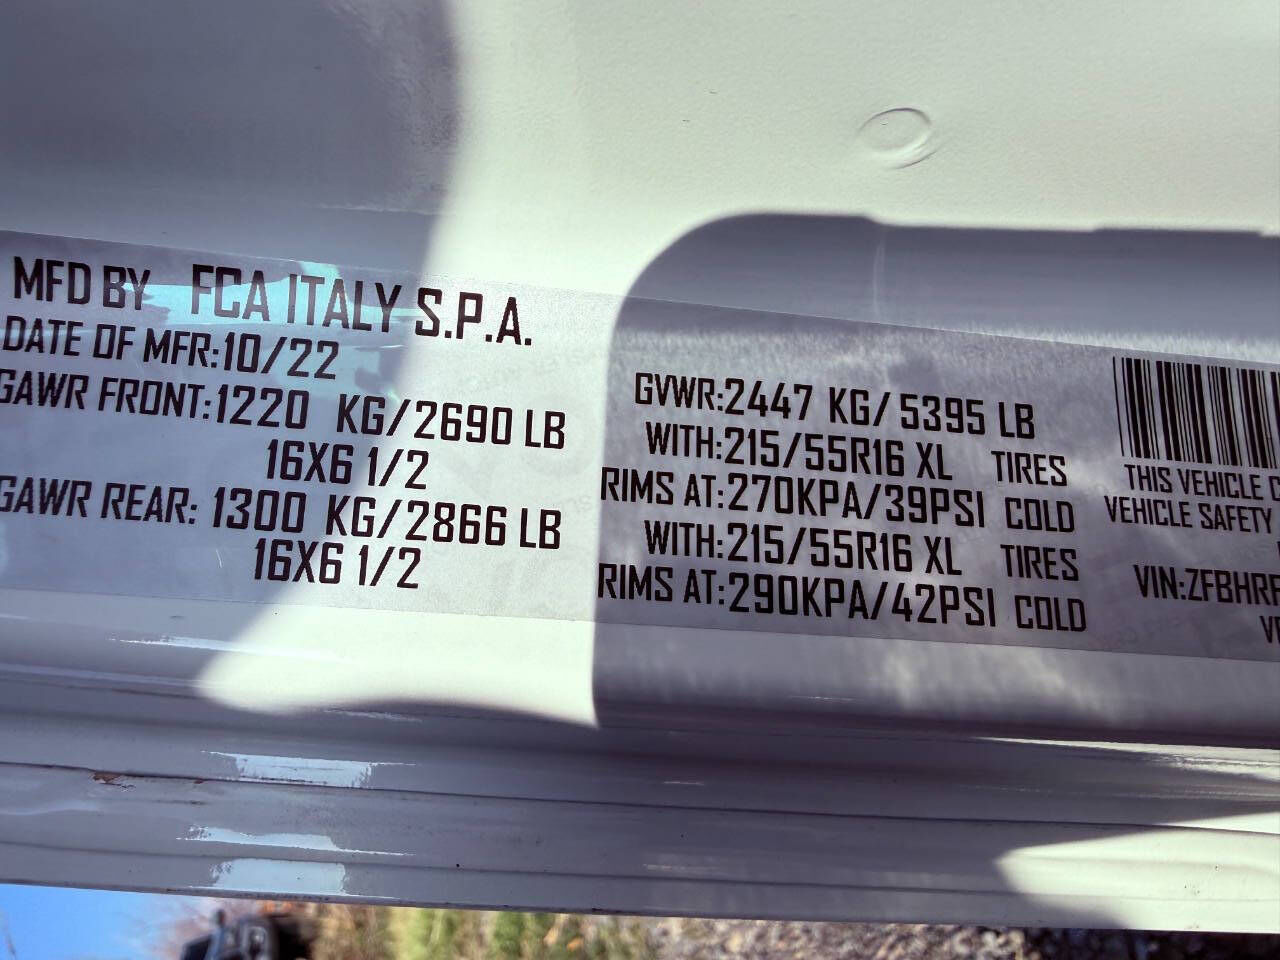 MFD BY FCA ITALY S.P.A.
DATE OF MFR:10/22
GAWR FRONT:1220 KG/2690 LB
16X6 1/2
GAWR REAR: 1300 KG/2866 LB
16X6 1/2
GVWR:2447 KG/5395 LB
WITH:215/55R16 XL TIRES
RIMS AT:270KPA/39PSI COLD
WITH:215/55R16 XL TIRES
RIMS AT:290KPA/42PSI COLD
THIS VEHICLE
VEHICLE SAFETY
VIN:ZFBHRF